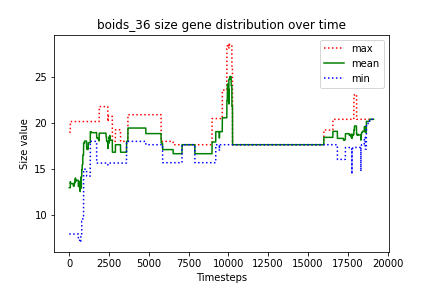 boids_36 size gene distribution over time
max
mean
min
Size value
25
20
15
10
0
2500
5000
7500
10000
12500
15000
17500
20000
Timesteps